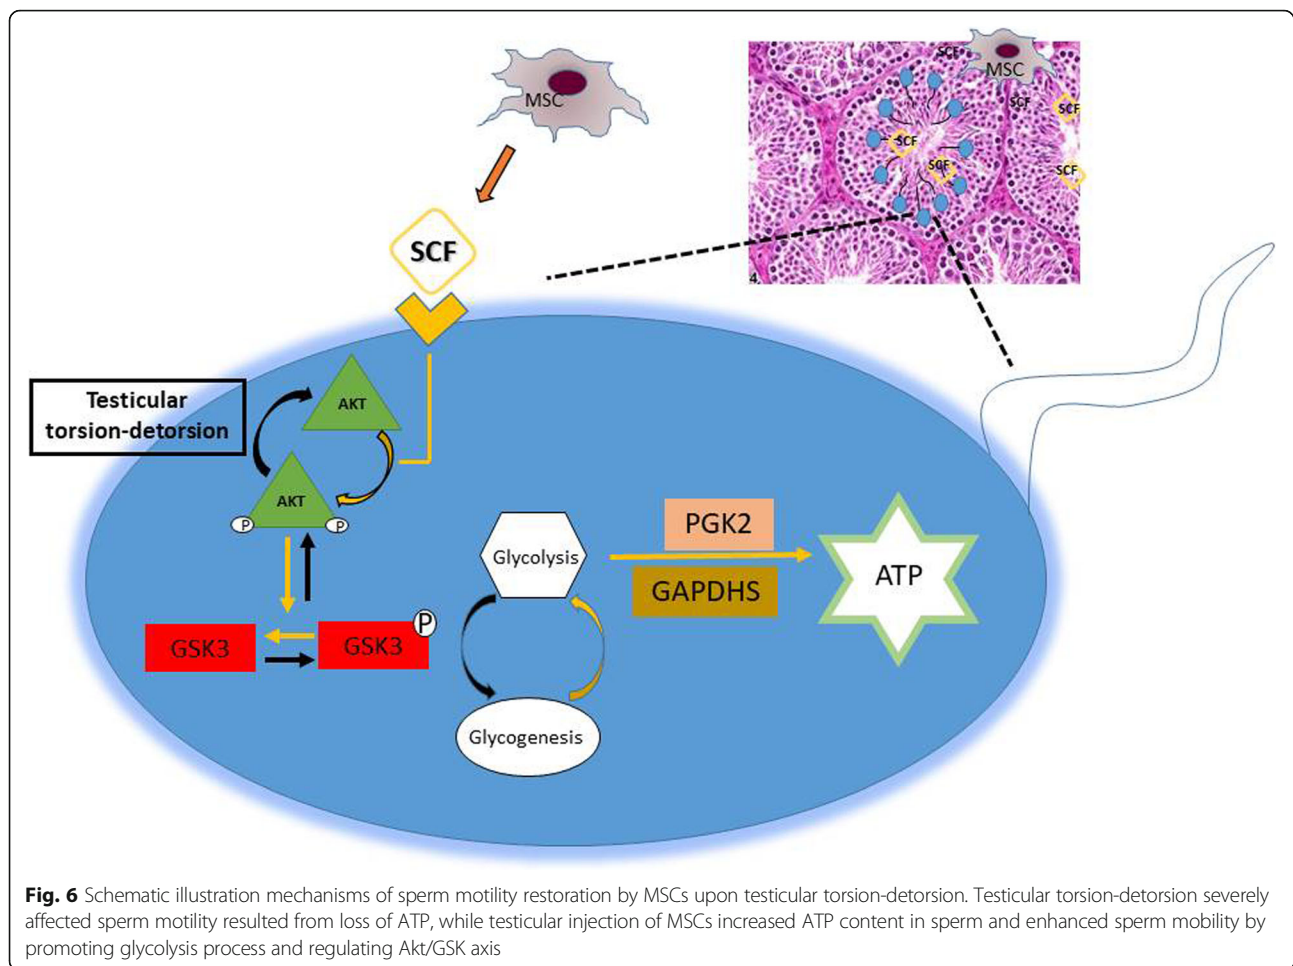 MSC
SCF
MSC
SCF
SCF
SCF
SCF
SCF
4
SCF
Testicular
torsion-detorsion
AKT
AKT
P
P
GSK3
GSK3
P
Glycolysis
Glycogenesis
PGK2
GAPDHS
ATP
Fig. 6 Schematic illustration mechanisms of sperm motility restoration by MSCs upon testicular torsion-detorsion. Testicular torsion-detorsion severely
affected sperm motility resulted from loss of ATP, while testicular injection of MSCs increased ATP content in sperm and enhanced sperm mobility by
promoting glycolysis process and regulating Akt/GSK axis